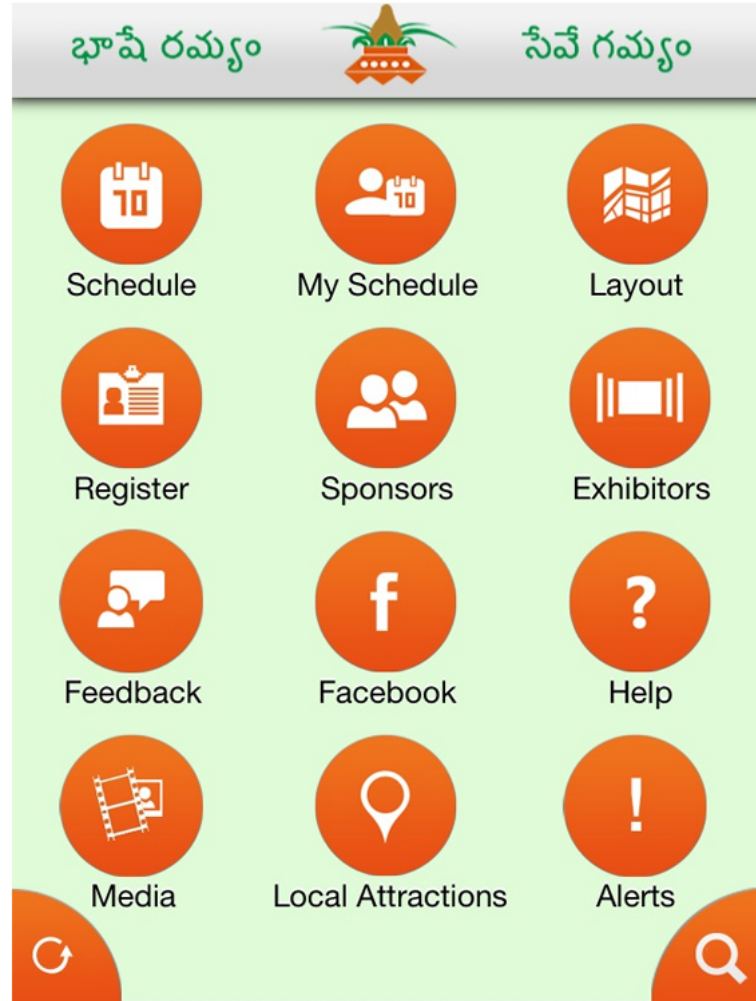 భాషే రమ్యం సేవే గమ్యం
10 10
Schedule My Schedule Layout
Register Sponsors Exhibitors
f ?
Feedback Facebook Help
!
Media Local Attractions Alerts